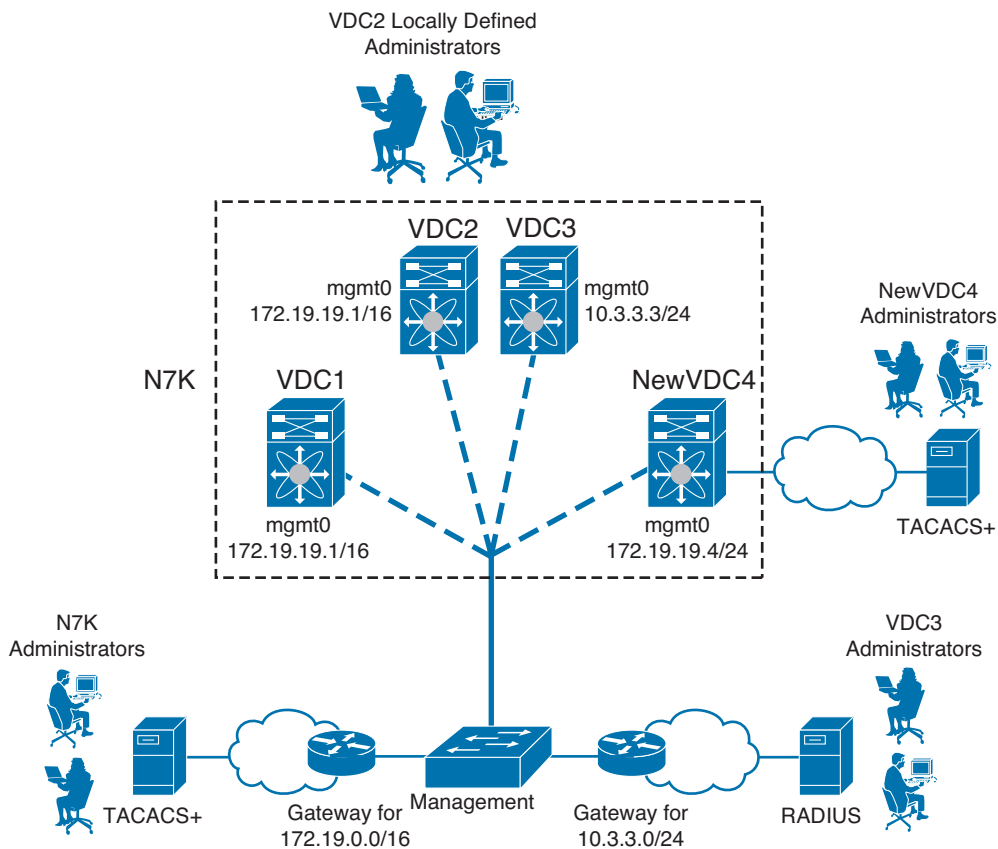 VDC2 Locally Defined
Administrators
VDC2
VDC3
mgmt0
172.19.19.1/16
mgmt0
10.3.3.3/24
NewVDC4
Administrators
N7K
VDC1
NewVDC4
mgmt0
172.19.19.1/16
mgmt0
172.19.19.4/24
TACACS+
N7K
Administrators
VDC3
Administrators
TACACS+
Gateway for
172.19.0.0/16
Management
Gateway for
10.3.3.0/24
RADIUS